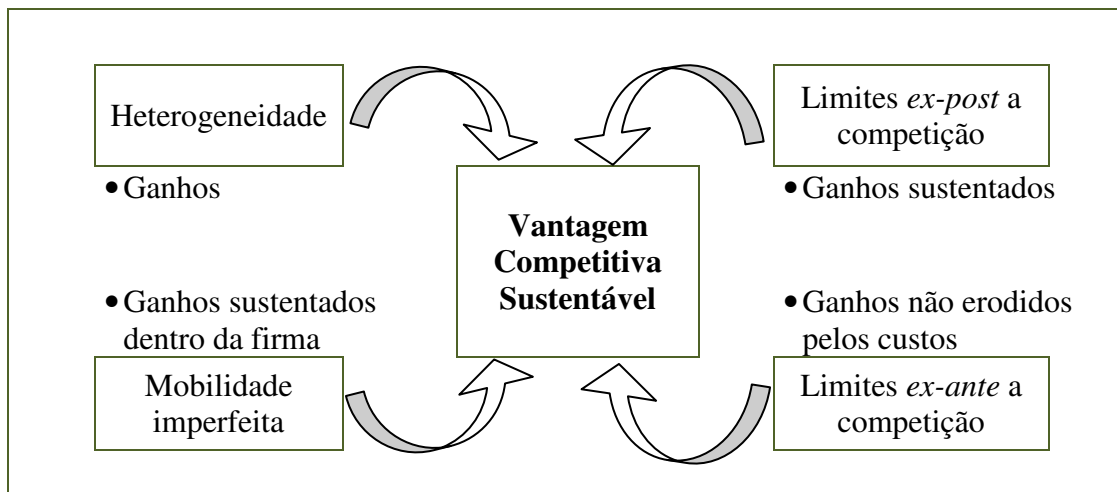 Heterogeneidade
• Ganhos
Limites ex-post a
competição
• Ganhos sustentados
Vantagem
Competitiva
Sustentável
• Ganhos sustentados
dentro da firma
Mobilidade
imperfeita
• Ganhos não erodidos
pelos custos
Limites ex-ante a
competição